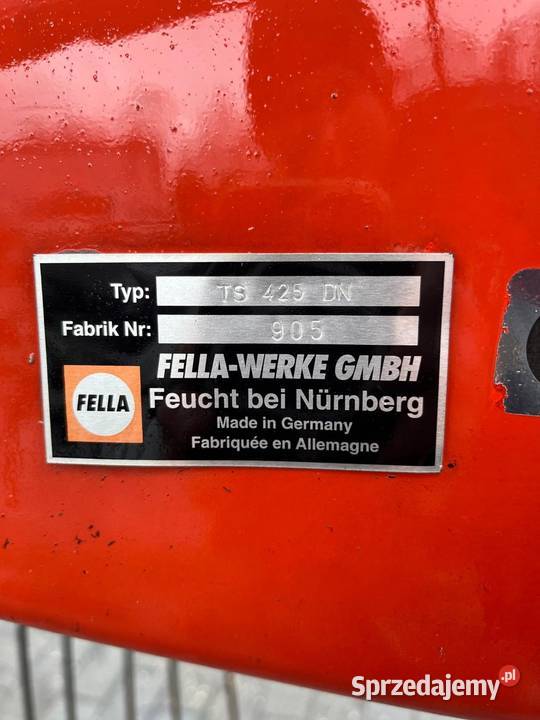 Typ: TS 425 DN
Fabrik Nr: 905
FELLA-WERKE GMBH
FELLA
Feucht bei Nürnberg
Made in Germany
Fabriquée en Allemagne
Sprzedajemy.pl